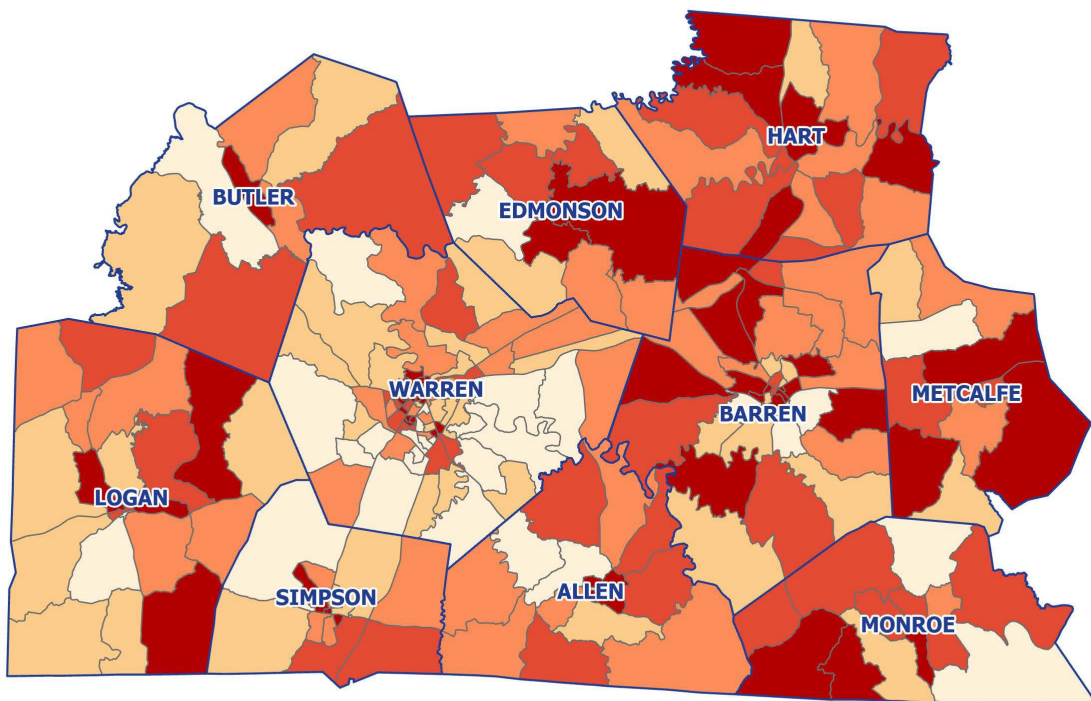 HART
BUTLER
EDMONSON
WARREN
BARREN
METCALFE
LOGAN
SIMPSON
ALLEN
MONROE